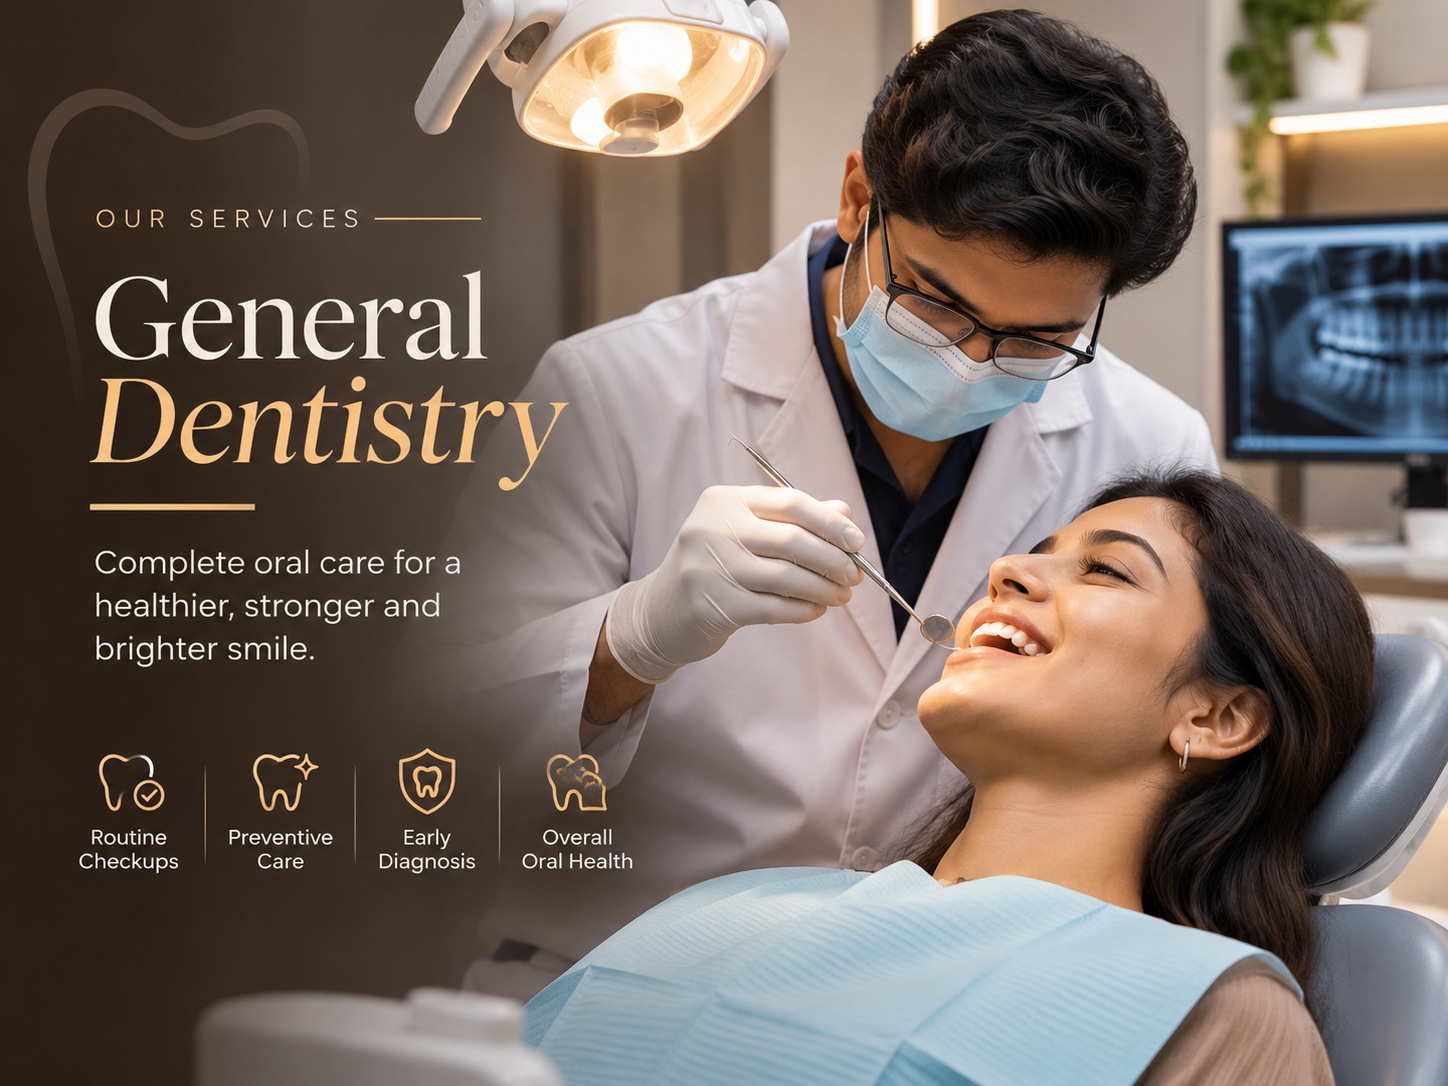 OUR SERVICES
General
Dentistry
Complete oral care for a
healthier, stronger and
brighter smile.
Routine
Checkups
Preventive
Care
Early
Diagnosis
Overall
Oral Health